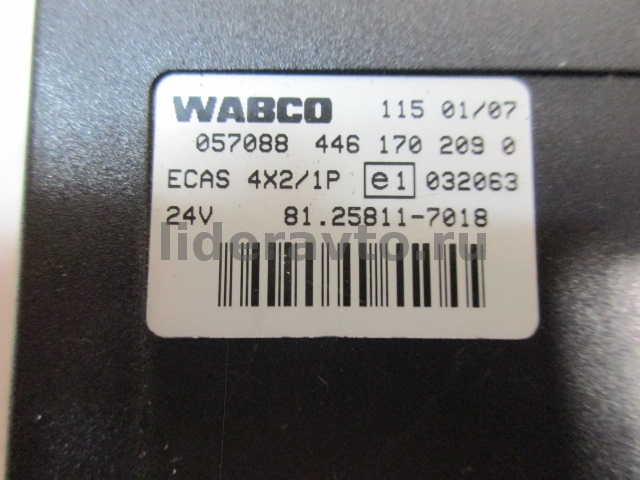 WABCO 115 01/07
057088 446 170 209 0
ECAS 4X2/1P e1 032063
24V 81.25811-7018
lideravto.ru